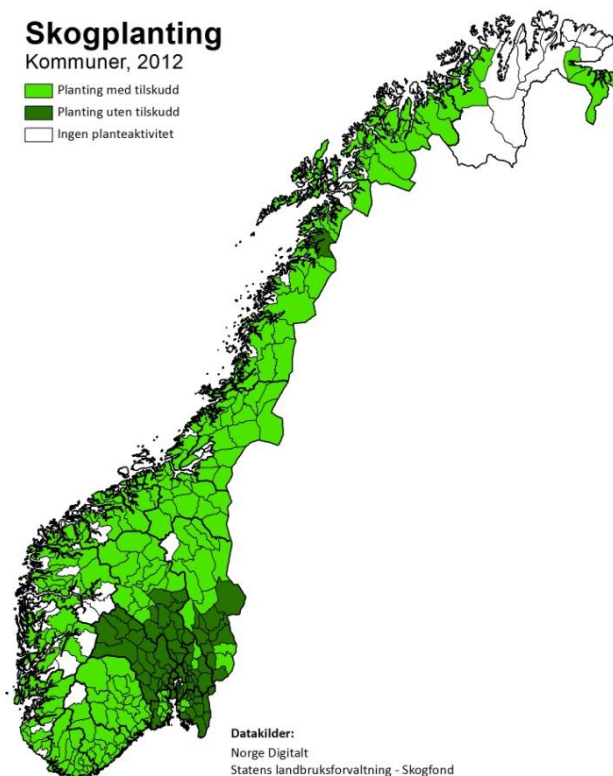 Skogplanting
Kommuner, 2012
Planting med tilskudd
Planting uten tilskudd
Ingen planteaktivitet
Datakilder:
Norge Digitalt
Statens landbruksforvaltning - Skogfond